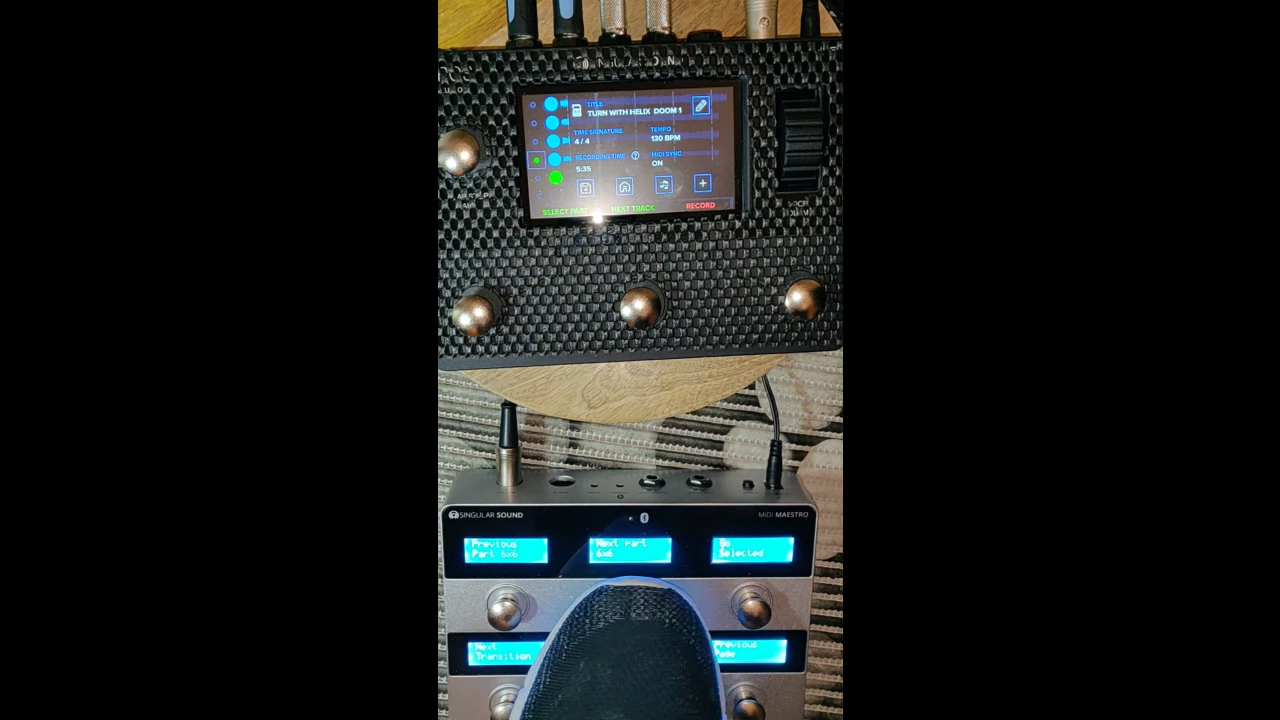 TITLE
TURN WITH HELIX DOOM 1
TIME SIGNATURE
TEMPO
4 / 4
130 BPM
RECORDING TIME ?
MIDI SYNC
5:35
ON
SELECT PART
NEXT TRACK
RECORD
SINGULAR SOUND
MIDI MAESTRO
Previous
Part 6x6
Next part
6x6
Go
Selected
Next
Transition
Previous
Page